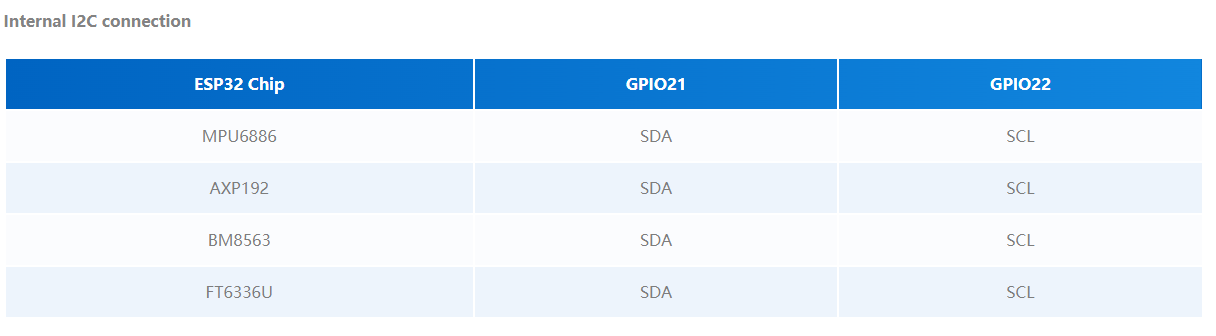 Internal I2C connection
ESP32 Chip GPIO21 GPIO22
MPU6886 SDA SCL
AXP192 SDA SCL
BM8563 SDA SCL
FT6336U SDA SCL